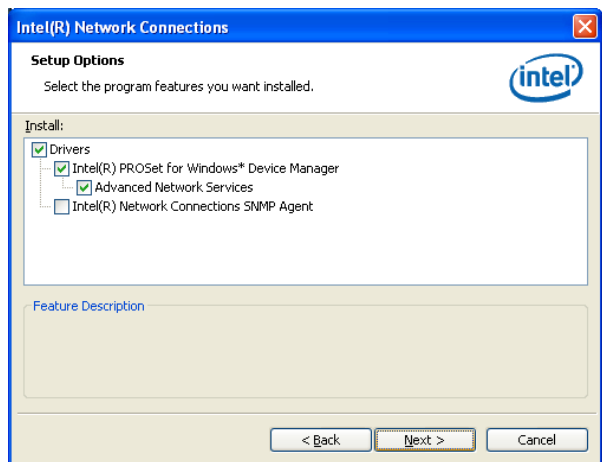 Intel(R) Network Connections
Setup Options
Select the program features you want installed.
intel
Install:
Drivers
Intel(R) PROSet for Windows* Device Manager
Advanced Network Services
Intel(R) Network Connections SNMP Agent
Feature Description
< Back
Next >
Cancel